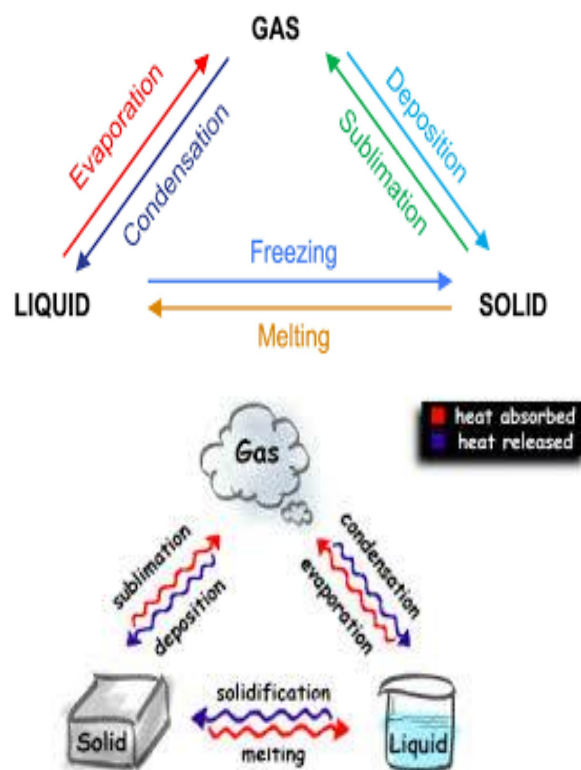 GAS
Evaporation
Condensation
Sublimation
Deposition
Freezing
LIQUID
SOLID
Melting
heat absorbed
heat released
Gas
sublimation
deposition
condensation
evaporation
solidification
Solid
melting
Liquid